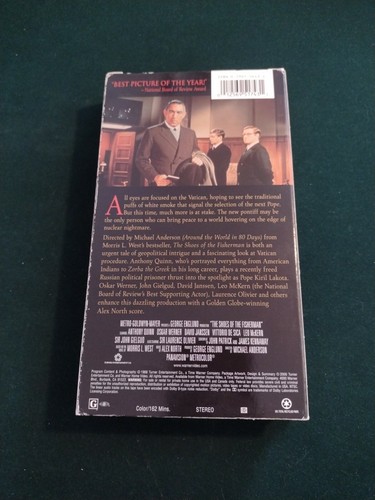 "BEST PICTURE OF THE YEAR!"
– National Board of Review Award
All eyes are focused on the Vatican, hoping to see the traditional
puffs of white smoke that signal the selection of the next Pope.
But this time, much more is at stake. The new pontiff may be
the only person who can bring peace to a world hovering on the edge of
nuclear nightmare.
Directed by Michael Anderson (Around the World in 80 Days) from
Morris L. West's bestseller, The Shoes of the Fisherman is both an
urgent tale of geopolitical intrigue and a fascinating look at Vatican
procedure. Anthony Quinn, who's portrayed everything from American
Indians to Zorba the Greek in his long career, plays a recently freed
Russian political prisoner thrust into the spotlight as Pope Kiril Lakota.
Oskar Werner, John Gielgud, David Janssen, Leo McKern (the National
Board of Review's Best Supporting Actor), Laurence Olivier and others
enhance this dazzling production with a Golden Globe-winning
Alex North score.
METRO-GOLDWYN-MAYER GEORGE ENGLUND THE SHOES OF THE FISHERMAN
ANTHONY QUINN OSKAR WERNER DAVID JANSSEN VITTORIO DE SICA LEO McKERN
SIR JOHN GIELGUD SIR LAURENCE OLIVIER JOHN PATRICK AND JAMES KENNAWAY
MORRIS L. WEST ALEX NORTH GEORGE ENGLUND MICHAEL ANDERSON
PANAVISION METROCOLOR
www.warnervideo.com
G
Color/162 Mins.
STEREO